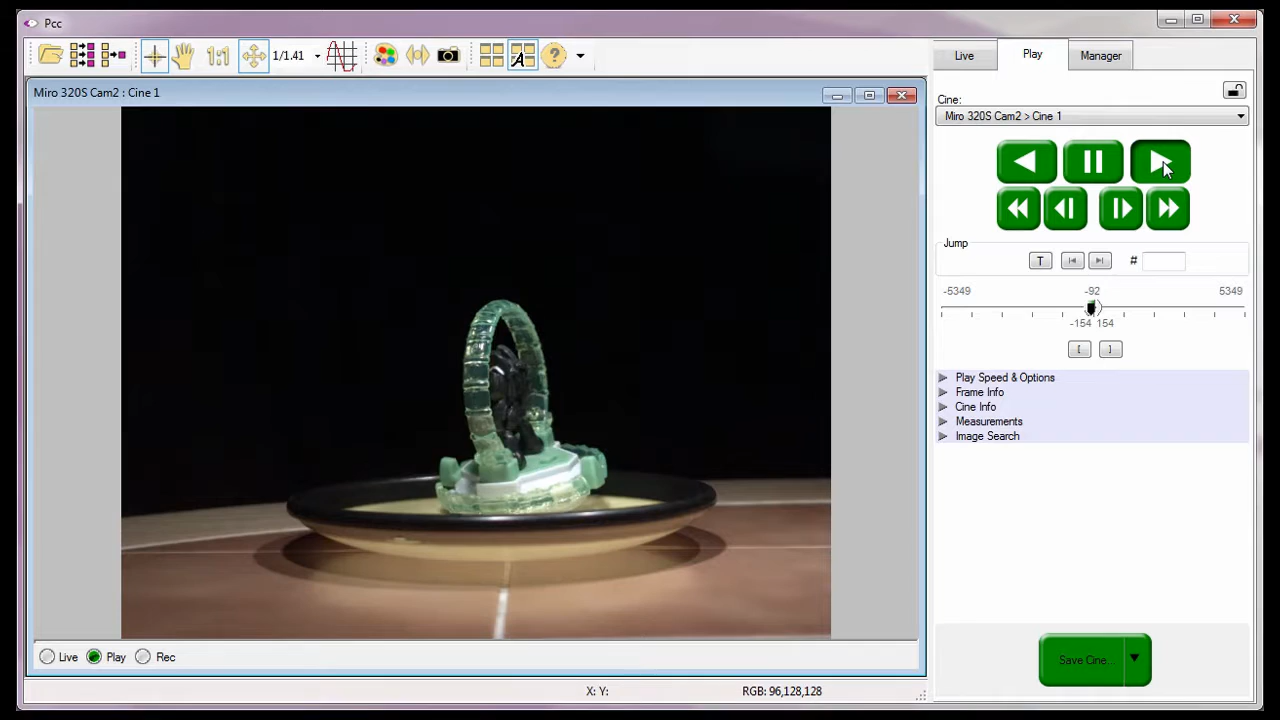 Pcc
1:1
1/1.41
A
?
Live
Play
Manager
Miro 320S Cam2 : Cine 1
Cine:
Miro 320S Cam2 > Cine 1
Jump
T
#
-5349
-92
5349
-154 154
[
]
Play Speed & Options
Frame Info
Cine Info
Measurements
Image Search
Save Cine...
Live
Play
Rec
X: Y:
RGB: 96,128,128